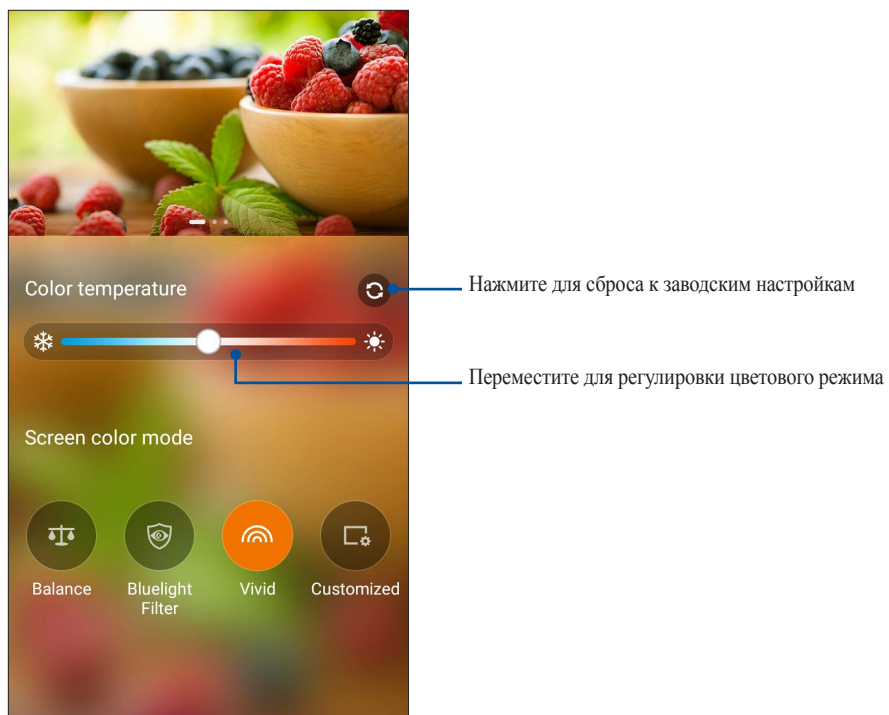 Color temperature
Нажмите для сброса к заводским настройкам
Переместите для регулировки цветового режима
Screen color mode
Balance
Bluelight
Filter
Vivid
Customized